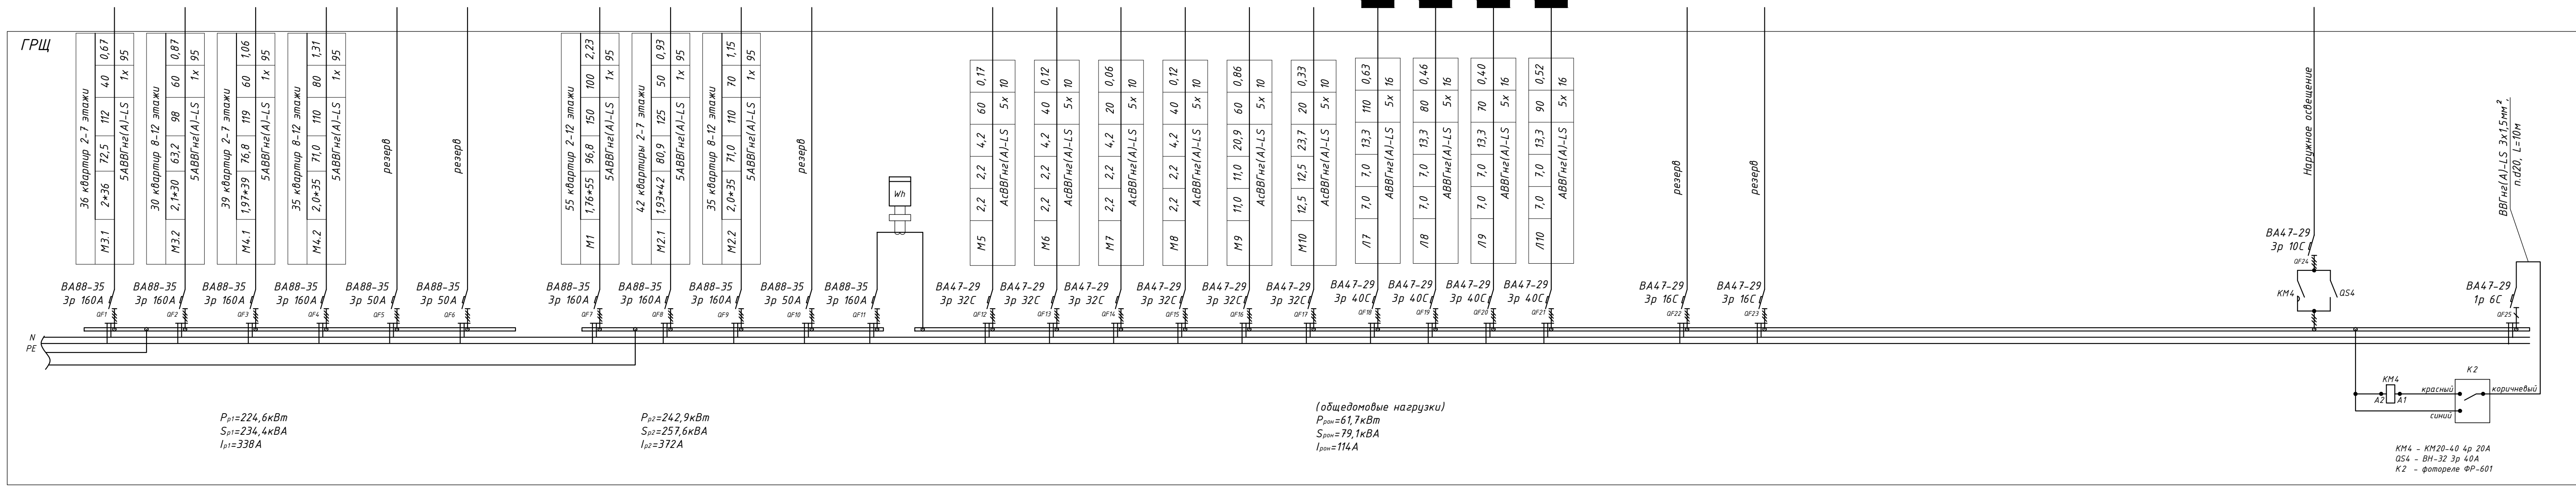 ГРЩ
36 квартир 2-7 этажи
М3.1 2*36 72,5 112 40 0,67
5АВВГнг(А)-LS 1х 95
30 квартир 8-12 этажи
М3.2 2,1*30 63,2 98 60 0,87
5АВВГнг(А)-LS 1х 95
39 квартир 2-7 этажи
М4.1 1,97*39 76,8 119 60 1,06
5АВВГнг(А)-LS 1х 95
35 квартир 8-12 этажи
М4.2 2,0*35 71,0 110 80 1,31
5АВВГнг(А)-LS 1х 95
резерв
резерв
55 квартир 2-12 этажи
М1 1,76*55 96,8 150 100 2,23
5АВВГнг(А)-LS 1х 95
42 квартиры 2-7 этажи
М2.1 1,93*42 80,9 125 50 0,93
5АВВГнг(А)-LS 1х 95
35 квартир 8-12 этажи
М2.2 2,0*35 71,0 110 70 1,15
5АВВГнг(А)-LS 1х 95
резерв
Wh
М5 2,2 2,2 4,2 60 0,17
АсВВГнг(А)-LS 5х 10
М6 2,2 2,2 4,2 40 0,12
АсВВГнг(А)-LS 5х 10
М7 2,2 2,2 4,2 20 0,06
АсВВГнг(А)-LS 5х 10
М8 2,2 2,2 4,2 40 0,12
АсВВГнг(А)-LS 5х 10
М9 11,0 11,0 20,9 60 0,86
АсВВГнг(А)-LS 5х 10
М10 12,5 12,5 23,7 20 0,33
АсВВГнг(А)-LS 5х 10
Л7 7,0 7,0 13,3 110 0,63
АВВГнг(А)-LS 5х 16
Л8 7,0 7,0 13,3 80 0,46
АВВГнг(А)-LS 5х 16
Л9 7,0 7,0 13,3 70 0,40
АВВГнг(А)-LS 5х 16
Л10 7,0 7,0 13,3 90 0,52
АВВГнг(А)-LS 5х 16
резерв
резерв
Наружное освещение
ВВГнг(А)-LS 3х1,5мм²,
п.d20, L=10м
ВА88-35
3р 160А
QF1
ВА88-35
3р 160А
QF2
ВА88-35
3р 160А
QF3
ВА88-35
3р 160А
QF4
ВА88-35
3р 50А
QF5
ВА88-35
3р 50А
QF6
ВА88-35
3р 160А
QF7
ВА88-35
3р 160А
QF8
ВА88-35
3р 160А
QF9
ВА88-35
3р 50А
QF10
ВА88-35
3р 160А
QF11
ВА47-29
3р 32С
QF12
ВА47-29
3р 32С
QF13
ВА47-29
3р 32С
QF14
ВА47-29
3р 32С
QF15
ВА47-29
3р 32С
QF16
ВА47-29
3р 32С
QF17
ВА47-29
3р 40С
QF18
ВА47-29
3р 40С
QF19
ВА47-29
3р 40С
QF20
ВА47-29
3р 40С
QF21
ВА47-29
3р 16С
QF22
ВА47-29
3р 16С
QF23
ВА47-29
3р 10С
QF24
КМ4
QS4
ВА47-29
1р 6С
QF25
N
PE
Рр1=224,6кВт
Sр1=234,4кВА
Iр1=338А
Рр2=242,9кВт
Sр2=257,6кВА
Iр2=372А
(общедомовые нагрузки)
Ррон=61,7кВт
Sрон=79,1кВА
Iрон=114А
К2
КМ4
красный
коричневый
А2 А1
синий
КМ4 - КМ20-40 4р 20А
QS4 - ВН-32 3р 40А
К2 - фотореле ФР-601